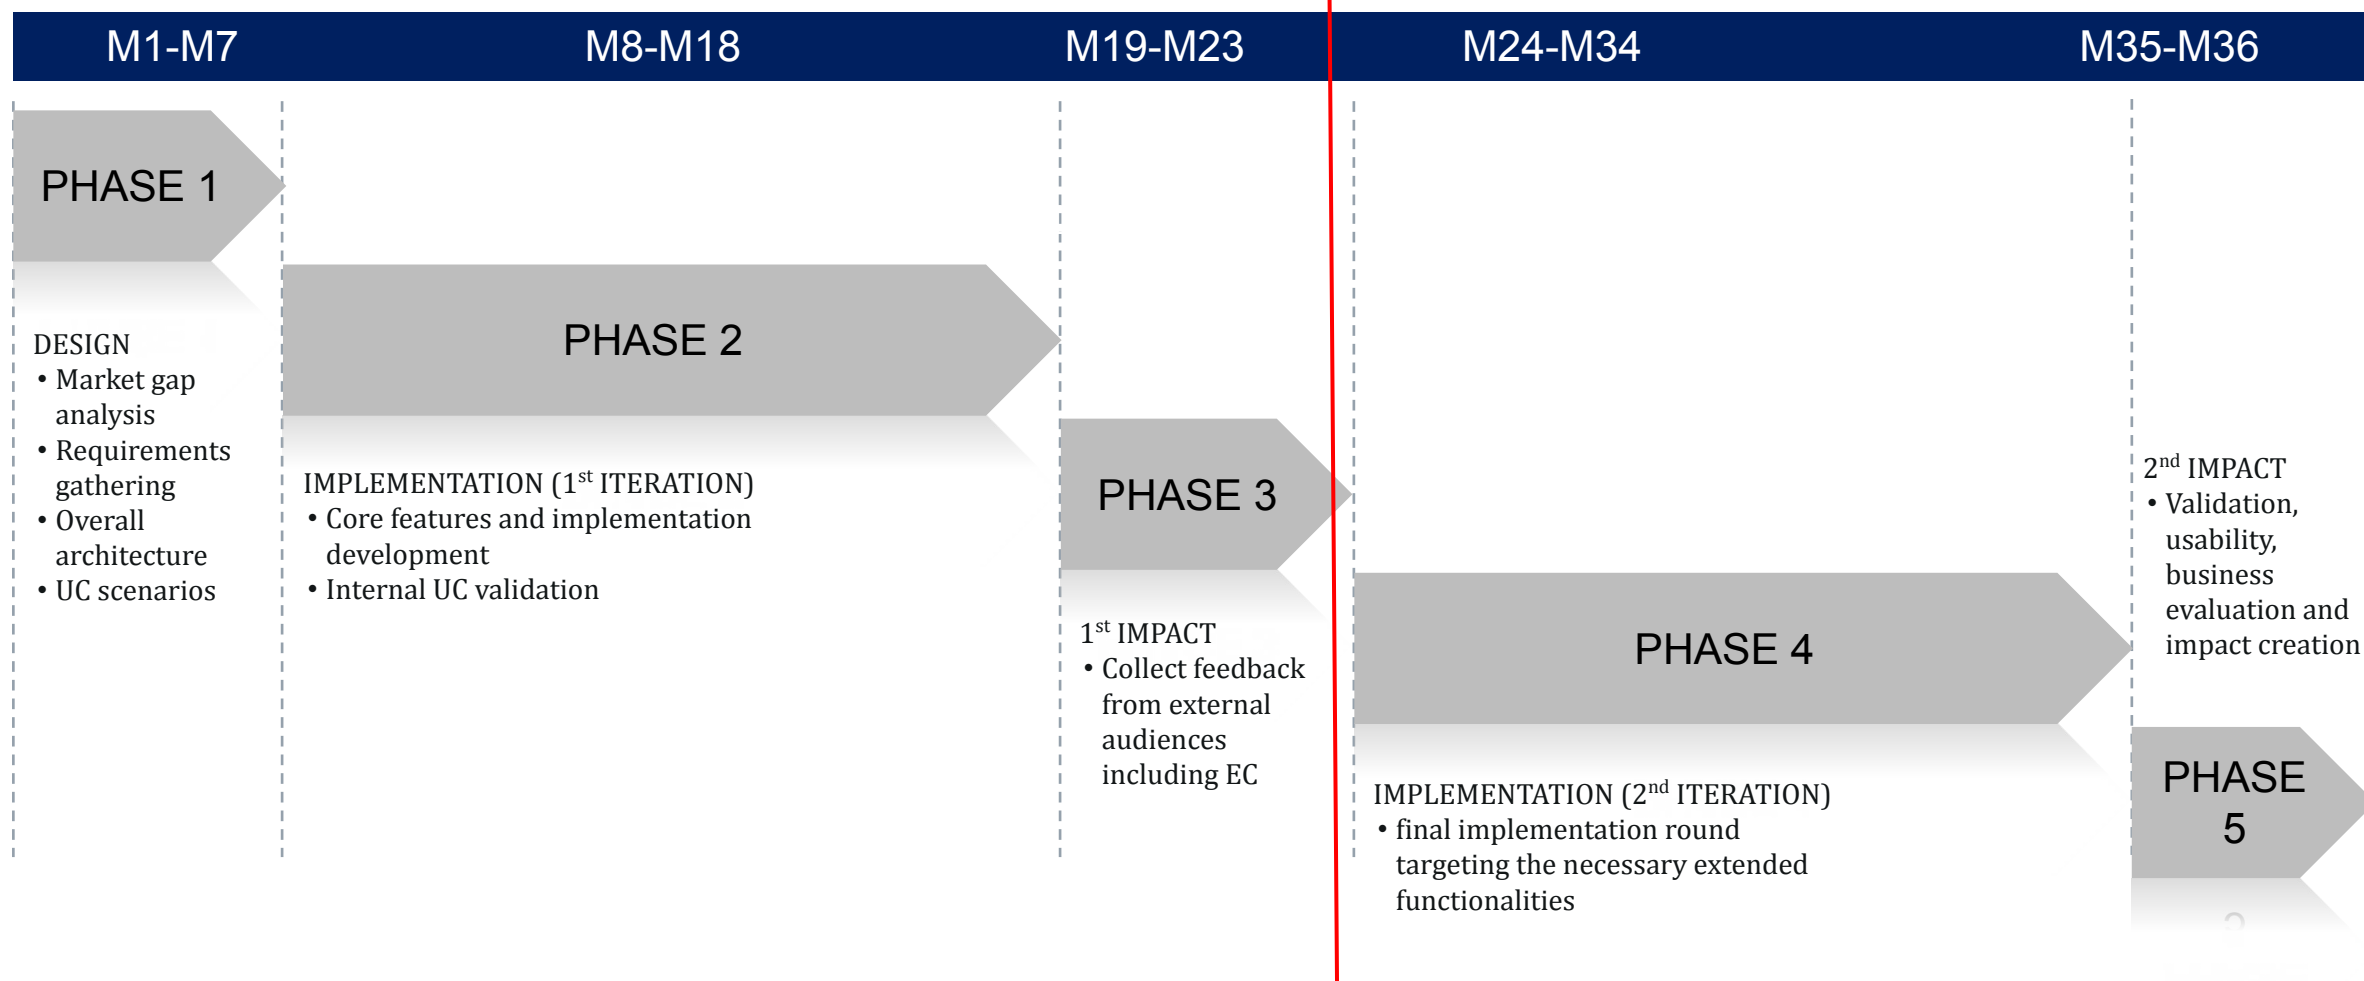 M1-M7
M8-M18
M19-M23
M24-M34
M35-M36
PHASE 1
DESIGN
• Market gap
analysis
• Requirements
gathering
• Overall
architecture
• UC scenarios
PHASE 2
IMPLEMENTATION (1st ITERATION)
• Core features and implementation
development
• Internal UC validation
PHASE 3
1st IMPACT
• Collect feedback
from external
audiences
including EC
PHASE 4
IMPLEMENTATION (2nd ITERATION)
• final implementation round
targeting the necessary extended
functionalities
2nd IMPACT
• Validation,
usability,
business
evaluation and
impact creation
PHASE
5